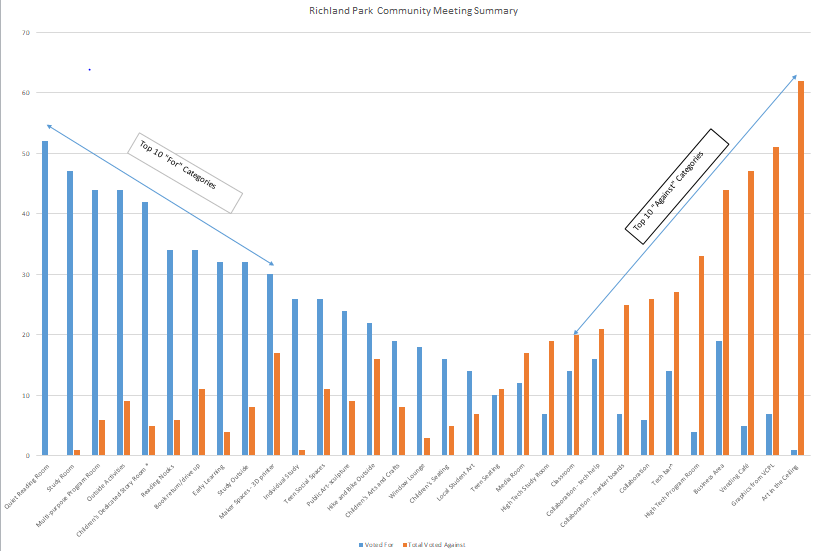 Richland Park Community Meeting Summary
70
60
50
40
30
20
10
0
Top 10 "For" Categories
Top 10 "Against" Categories
Quiet Reading Room
Study Room
Multi-purpose Program Room
Outside Activities
Children's Dedicated Story Room *
Reading Nooks
Book return/drive up
Early Learning
Study Outside
Maker Spaces - 3D printer
Individual Study
Teen Social Spaces
Public Art- sculpture
Hike and Bike Outside
Children's Arts and Crafts
Window Lounge
Children's Seating
Local Student Art
Teen Seating
Media Room
High Tech Study Room
Classroom
Collaboration - tech help
Collaboration - marker boards
Collaboration
Tech bar*
High Tech Program Room
Business Area
Vending Café
Graphics from VCPL
Art in the Ceiling
Voted For
Total Voted Against